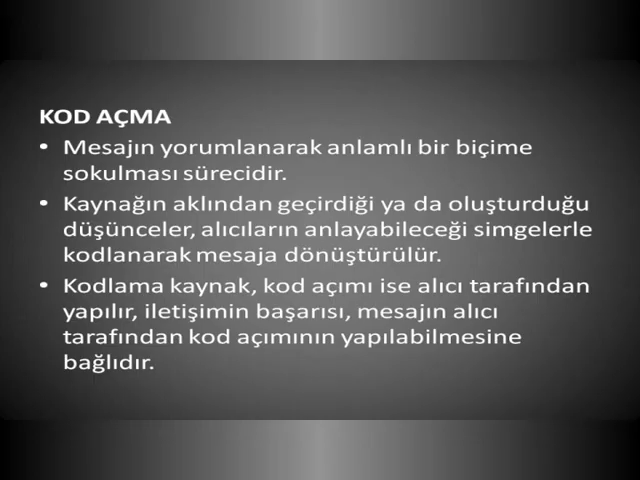 KOD AÇMA
• Mesajın yorumlanarak anlamlı bir biçime
sokulması sürecidir.
• Kaynağın aklından geçirdiği ya da oluşturduğu
düşünceler, alıcıların anlayabileceği simgelerle
kodlanarak mesaja dönüştürülür.
• Kodlama kaynak, kod açımı ise alıcı tarafından
yapılır, iletişimin başarısı, mesajın alıcı
tarafından kod açımının yapılabilmesine
bağlıdır.